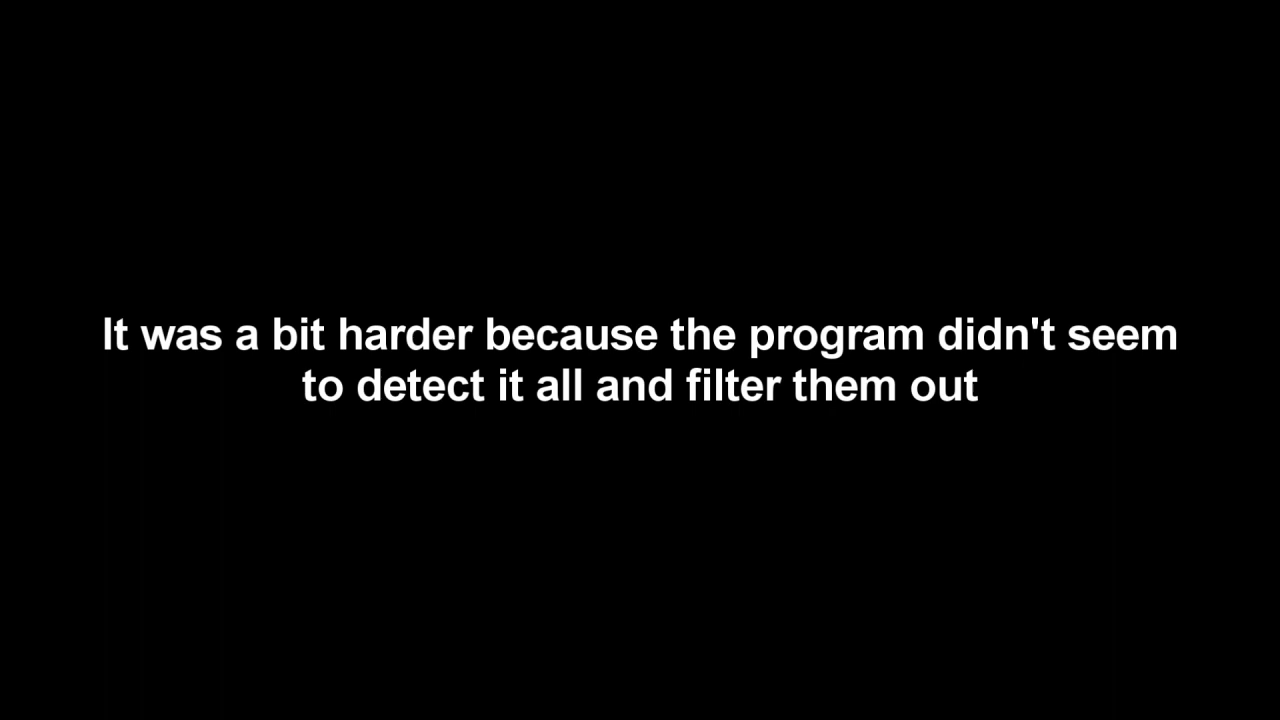 It was a bit harder because the program didn't seem
to detect it all and filter them out